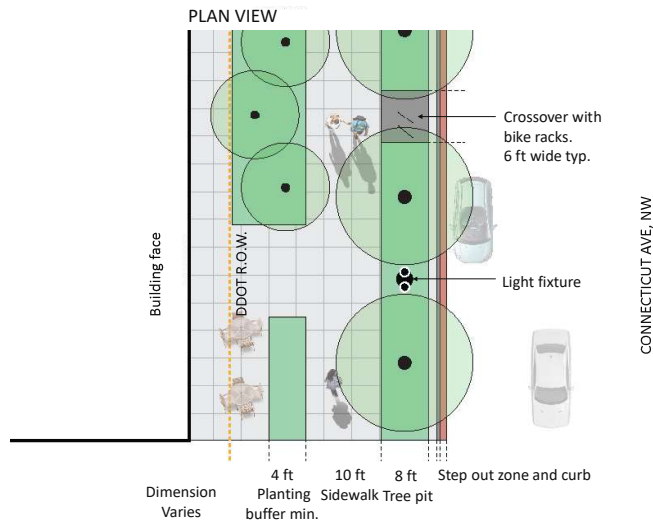 PLAN VIEW
Crossover with
bike racks.
6 ft wide typ.
Building face
DDOT R.O.W.
Light fixture
CONNECTICUT AVE, NW
Dimension
Varies
4 ft
Planting
buffer min.
10 ft
Sidewalk
8 ft
Tree pit
Step out zone and curb